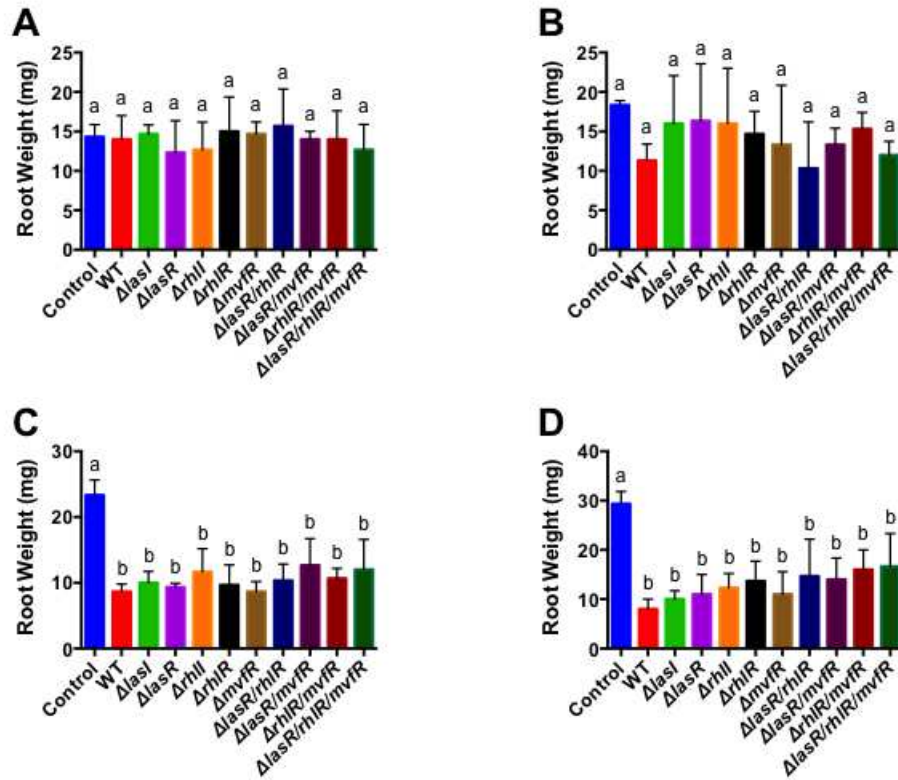 A
Root Weight (mg)
25
20
15
10
5
0
a a a a a a a a a a a
Control
WT
ΔlasI
ΔlasR
ΔrhlI
ΔrhlR
ΔmvfR
ΔlasR/rhlR
ΔlasR/mvfR
ΔrhlR/mvfR
ΔlasR/rhlR/mvfR
B
Root Weight (mg)
25
20
15
10
5
0
a a a a a a a a a a a
Control
WT
ΔlasI
ΔlasR
ΔrhlI
ΔrhlR
ΔmvfR
ΔlasR/rhlR
ΔlasR/mvfR
ΔrhlR/mvfR
ΔlasR/rhlR/mvfR
C
Root Weight (mg)
30
20
10
0
a b b b b b b b b b b
Control
WT
ΔlasI
ΔlasR
ΔrhlI
ΔrhlR
ΔmvfR
ΔlasR/rhlR
ΔlasR/mvfR
ΔrhlR/mvfR
ΔlasR/rhlR/mvfR
D
Root Weight (mg)
40
30
20
10
0
a b b b b b b b b b b
Control
WT
ΔlasI
ΔlasR
ΔrhlI
ΔrhlR
ΔmvfR
ΔlasR/rhlR
ΔlasR/mvfR
ΔrhlR/mvfR
ΔlasR/rhlR/mvfR